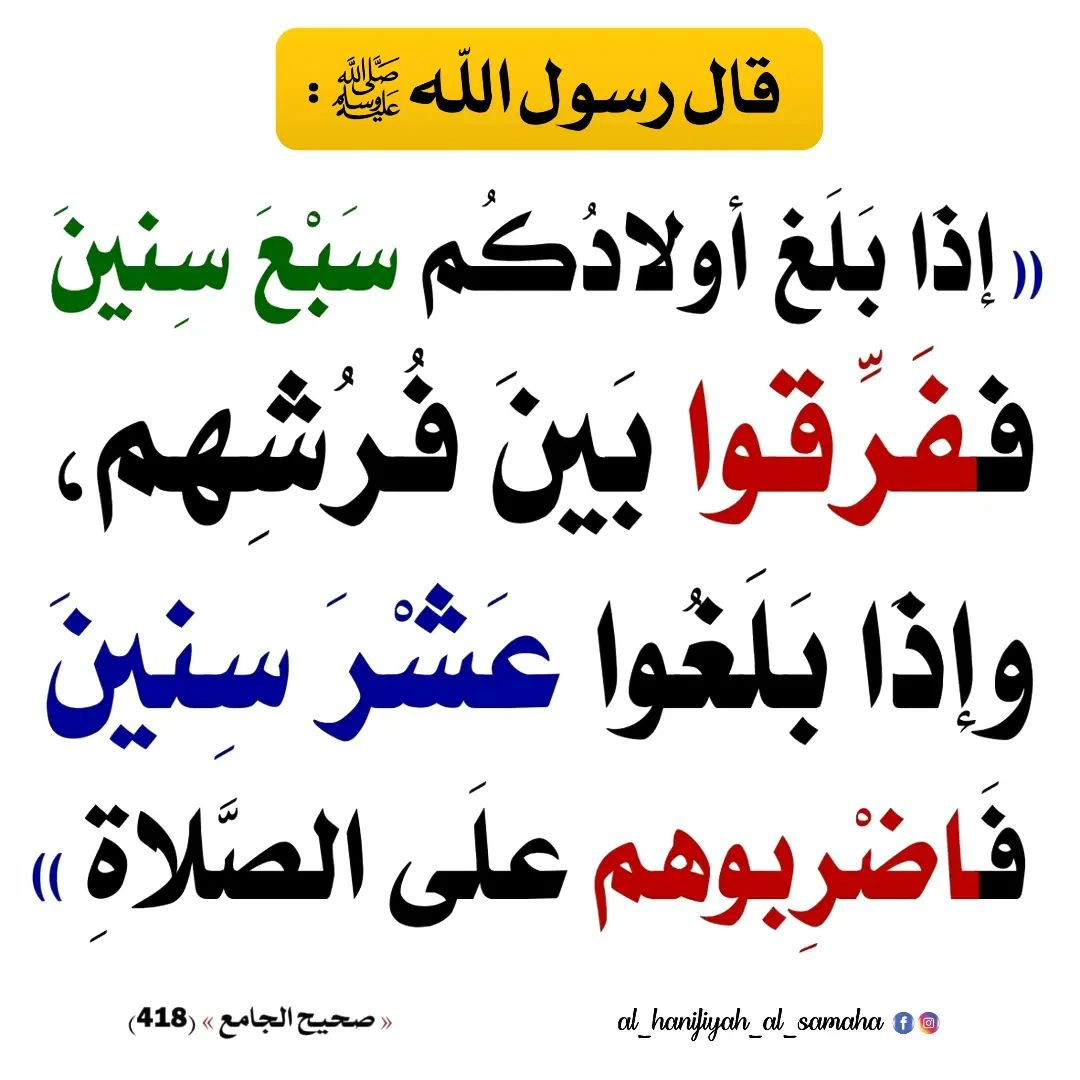 قال رسول الله ﷺ :
(( إذَا بَلَغَ أولادُكُم سَبْعَ سِنِينَ
فَفَرِّقوا بَينَ فُرُشِهم،
وإذَا بَلَغُوا عَشْرَ سِنِينَ
فَاضْرِبوهم علَى الصَّلاةِ ))
« صحيح الجامع » (418)
al_hanifiyah_al_samaha